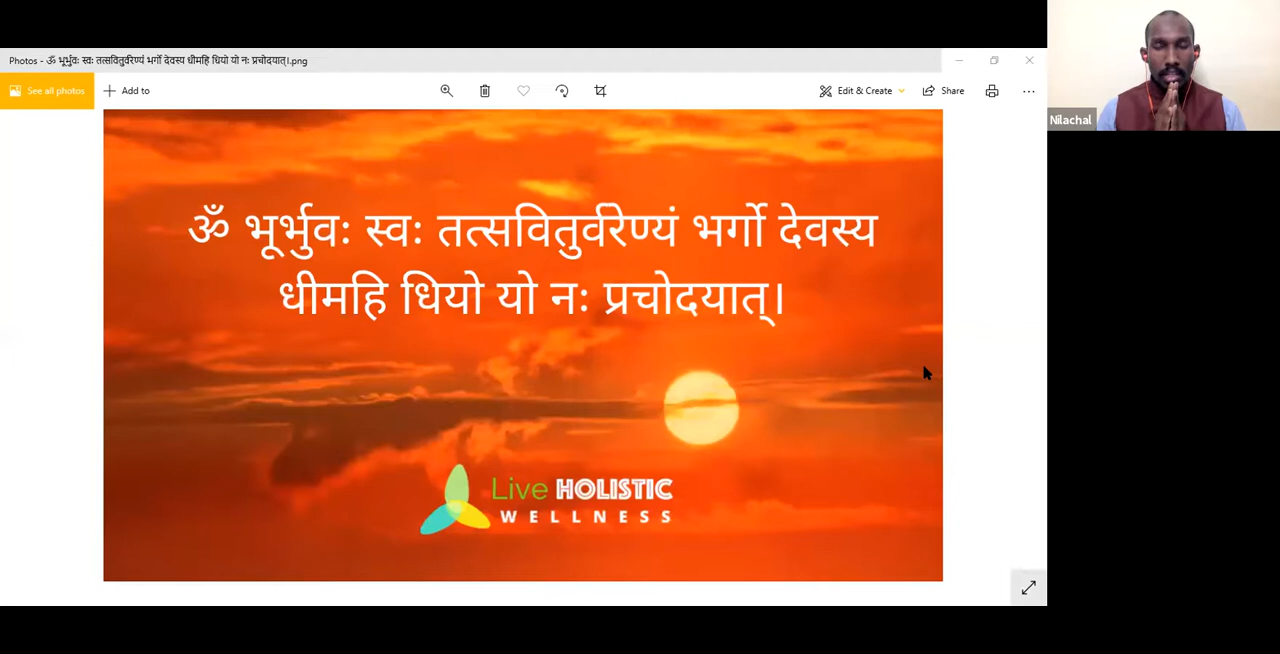 Photos - ॐ भूर्भुवः स्वः तत्सवितुर्वरेण्यं भर्गो देवस्य धीमहि धियो यो नः प्रचोदयात्।.png
See all photos
Add to
Edit & Create
Share
Nilachal
ॐ भूर्भुवः स्वः तत्सवितुर्वरेण्यं भर्गो देवस्य
धीमहि धियो यो नः प्रचोदयात्।
Live HOLISTIC
WELLNESS